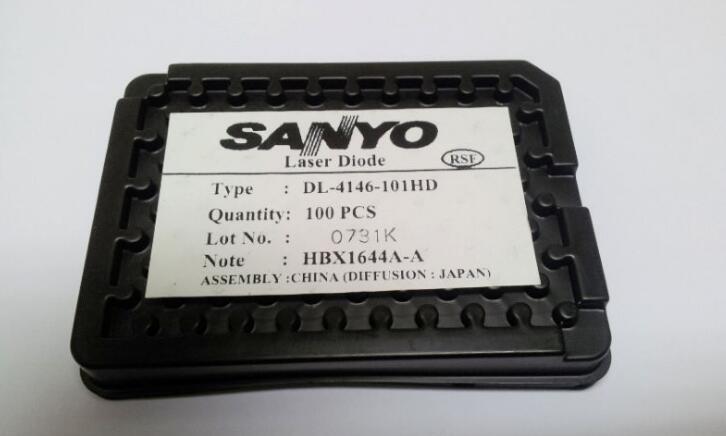 SANYO
Laser Diode
RSF
Type : DL-4146-101HD
Quantity: 100 PCS
Lot No. : 0731K
Note : HBX1644A-A
ASSEMBLY :CHINA (DIFFUSION : JAPAN)